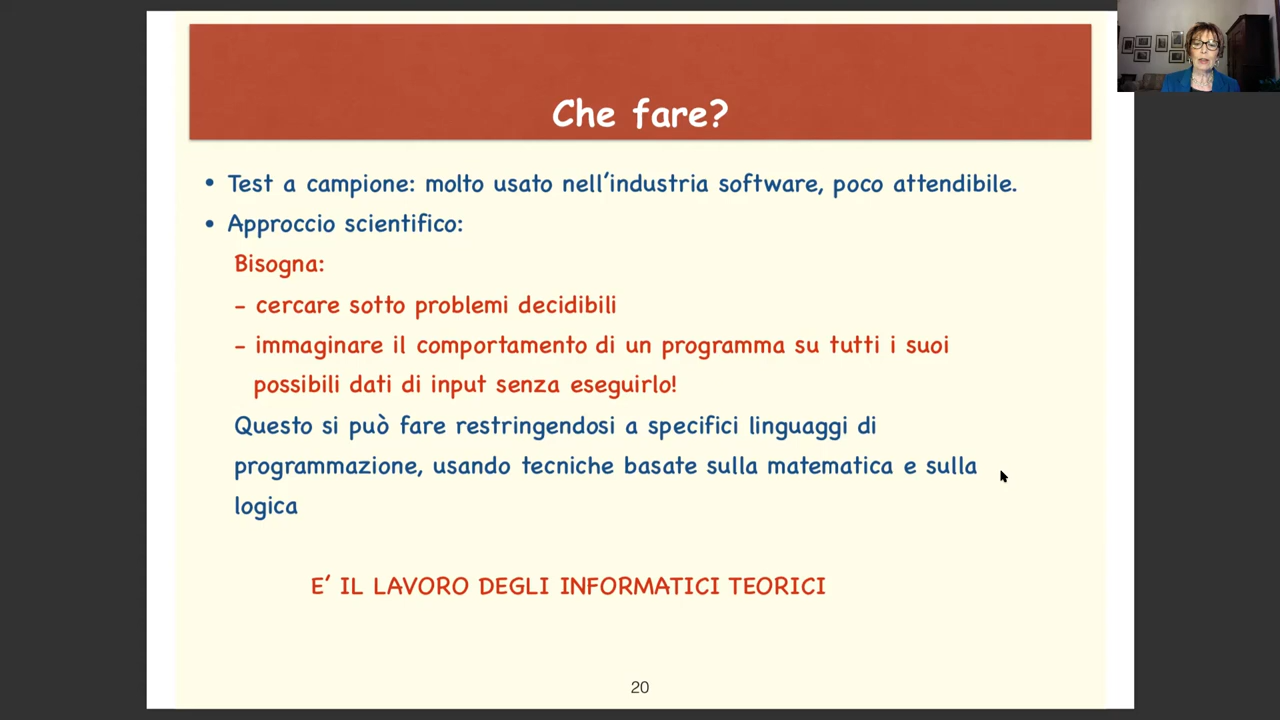 Che fare?
• Test a campione: molto usato nell'industria software, poco attendibile.
• Approccio scientifico:
Bisogna:
- cercare sotto problemi decidibili
- immaginare il comportamento di un programma su tutti i suoi
possibili dati di input senza eseguirlo!
Questo si può fare restringendosi a specifici linguaggi di
programmazione, usando tecniche basate sulla matematica e sulla
logica
E' IL LAVORO DEGLI INFORMATICI TEORICI
20